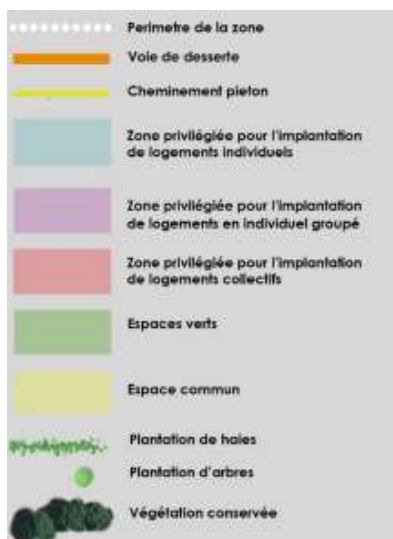 Perimetre de la zone
Voie de desserte
Cheminement pieton
Zone privilégiée pour l'implantation
de logements individuels
Zone privilégiée pour l'implantation
de logements en individuel groupé
Zone privilégiée pour l'implantation
de logements collectifs
Espaces verts
Espace commun
Plantation de haies
Plantation d'arbres
Végétation conservée